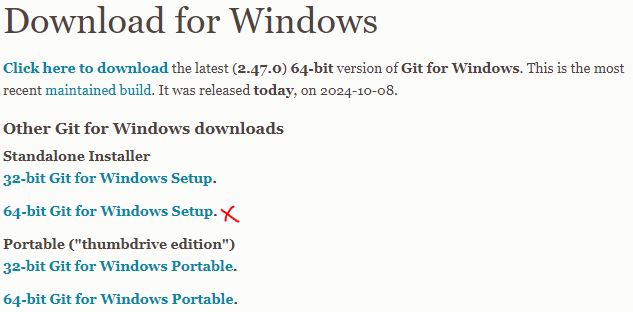 Download for Windows
Click here to download the latest (2.47.0) 64-bit version of Git for Windows. This is the most
recent maintained build. It was released today, on 2024-10-08.
Other Git for Windows downloads
Standalone Installer
32-bit Git for Windows Setup.
64-bit Git for Windows Setup.
Portable ("thumbdrive edition")
32-bit Git for Windows Portable.
64-bit Git for Windows Portable.